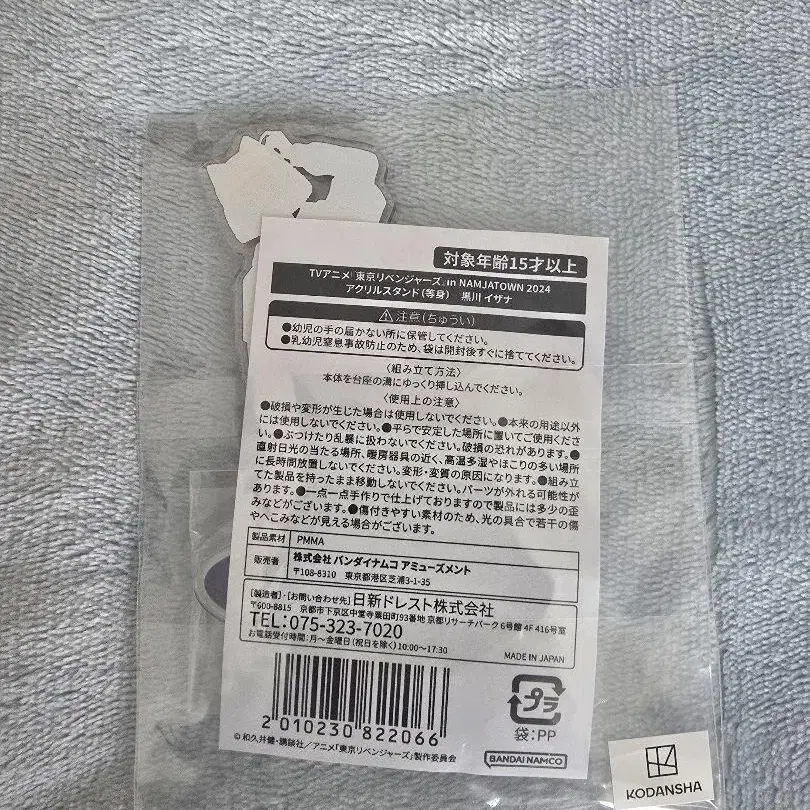 対象年齢15才以上
TVアニメ『東京リベンジャーズ』in NAMJATOWN 2024
アクリルスタンド(等身) 黒川 イザナ
⚠注意(ちゅうい)
●幼児の手の届かない所に保管してください。
●乳幼児窒息事故防止のため、袋は開封後すぐに捨ててください。
〈組み立て方法〉
本体を台座の溝にゆっくり押し込んでください。
〈使用上の注意〉
●破損や変形が生じた場合は使用しないでください。●本来の用途以外
には使用しないでください。●平らで安定した場所に置いてご使用くださ
い。●ぶつけたり乱暴に扱わないでください。破損の恐れがあります。●
直射日光の当たる場所、暖房器具の近く、高温多湿やほこりの多い場所
に長時間放置しないでください。変形・変質の原因になります。●組み立
てた製品を持ったまま移動しないでください。パーツが外れる可能性が
あります。●一点一点手作りで仕上げておりますので製品には多少の歪
みなどがございます。●傷付きやすい素材のため、光の具合で若干の傷
やへこみなどが見える場合がございます。
製品素材 PMMA
販売者 株式会社 バンダイナムコ アミューズメント
〒108-8310 東京都港区芝浦3-1-35
[製造者]・[お問い合わせ先] 日新ドレスト株式会社
〒600-8815 京都市下京区中堂寺粟田町93番地 京都リサーチパーク6号館 4F 416号室
TEL:075-323-7020
お電話受付時間:月~金曜日(祝日を除く)10:00~17:30
MADE IN JAPAN
2 010230 822066
プラ
袋:PP
© 和久井健・講談社/アニメ「東京リベンジャーズ」製作委員会
BANDAI NAMCO
KODANSHA